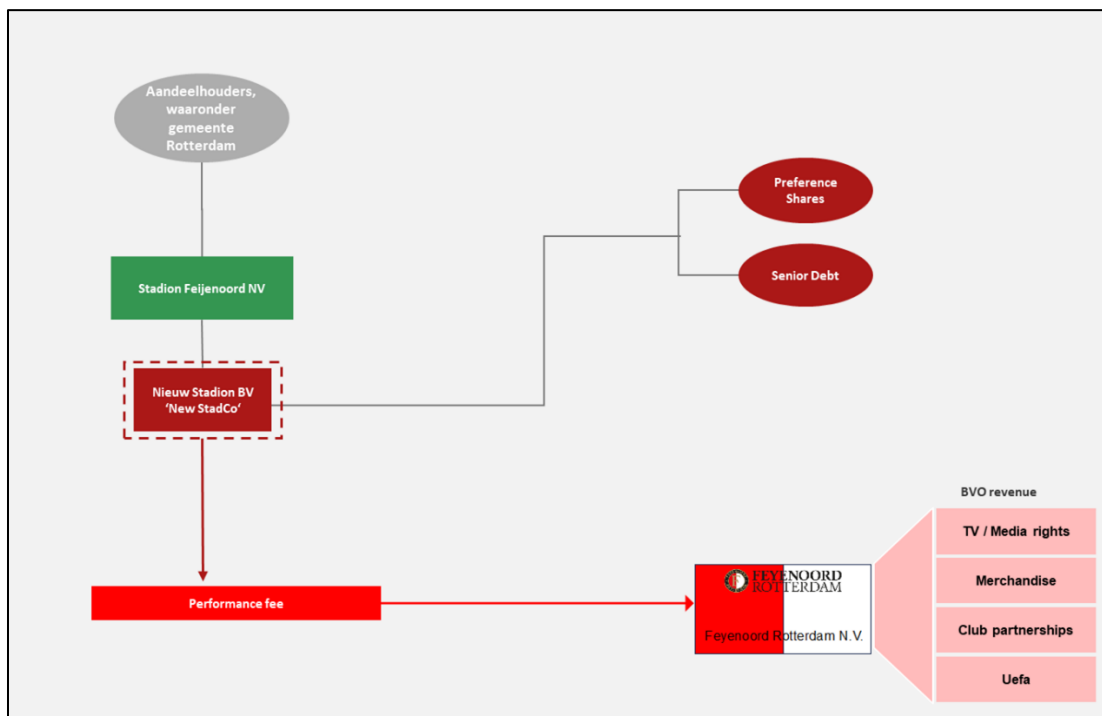 Aandeelhouders,
waaronder
gemeente
Rotterdam
Preference
Shares
Stadion Feijenoord NV
Senior Debt
Nieuw Stadion BV
‘New StadCo’
BVO revenue
TV / Media rights
FEYENOORD
ROTTERDAM
Merchandise
Performance fee
Feyenoord Rotterdam N.V.
Club partnerships
Uefa